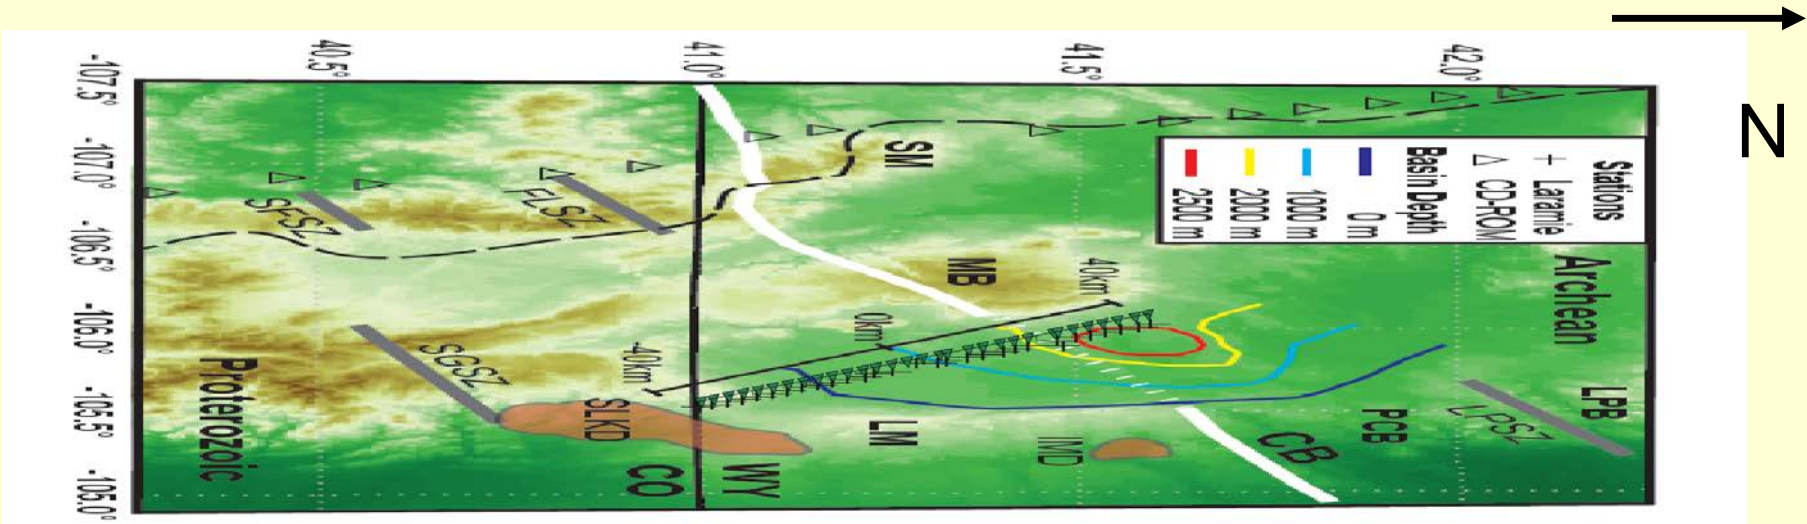 N
40.5°
41.0°
41.5°
42.0°
-107.5°
-107.0°
-106.5°
-106.0°
-105.5°
-105.0°
Stations
Laramie
CD-ROM
Basin Depth
0 m
1000 m
2000 m
2500 m
SM
FLSZ
SFSZ
MB
Archean
40km
0km
-40km
SGSZ
Proterozoic
SLKD
LM
IMD
CB
PCB
LPSZ
LPB
WY
CO